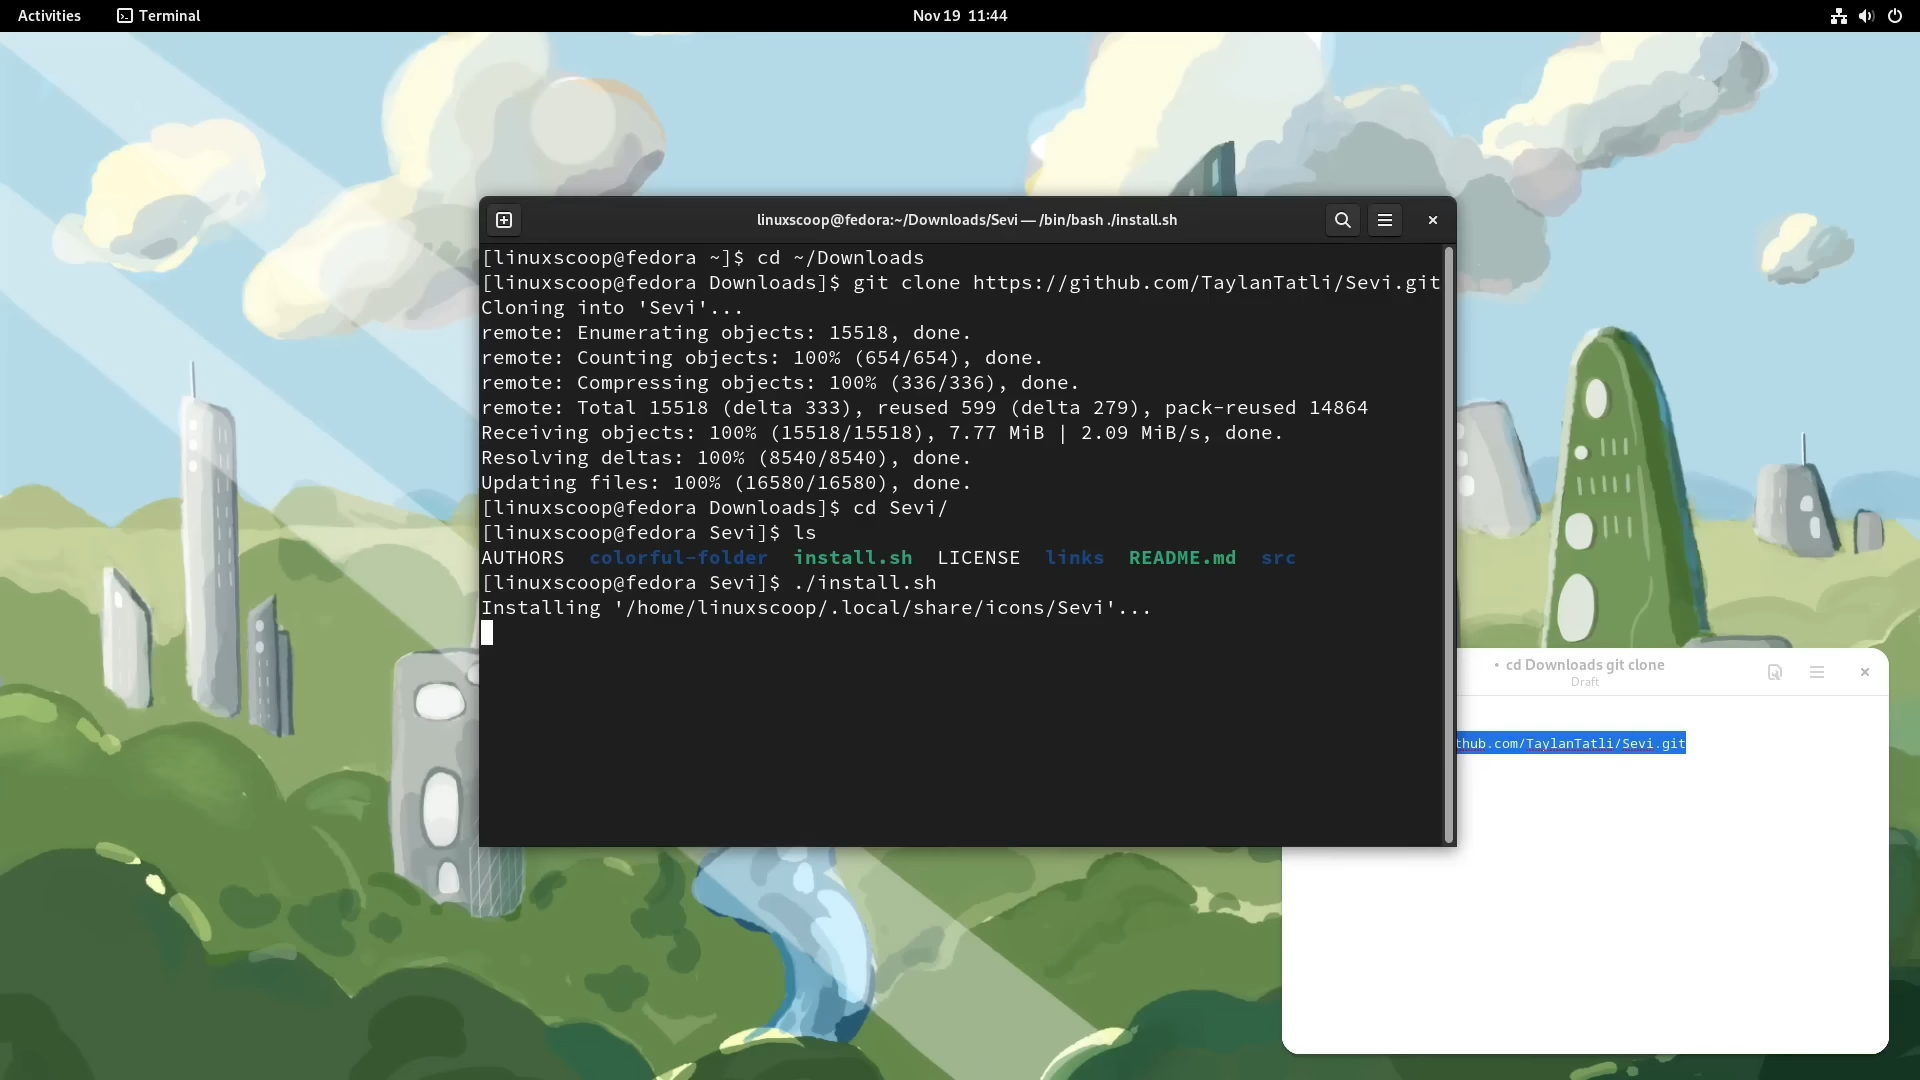 Activities Terminal Nov 19 11:44
linuxscoop@fedora:~/Downloads/Sevi — /bin/bash ./install.sh
[linuxscoop@fedora ~]$ cd ~/Downloads
[linuxscoop@fedora Downloads]$ git clone https://github.com/TaylanTatli/Sevi.git
Cloning into 'Sevi'...
remote: Enumerating objects: 15518, done.
remote: Counting objects: 100% (654/654), done.
remote: Compressing objects: 100% (336/336), done.
remote: Total 15518 (delta 333), reused 599 (delta 279), pack-reused 14864
Receiving objects: 100% (15518/15518), 7.77 MiB | 2.09 MiB/s, done.
Resolving deltas: 100% (8540/8540), done.
Updating files: 100% (16580/16580), done.
[linuxscoop@fedora Downloads]$ cd Sevi/
[linuxscoop@fedora Sevi]$ ls
AUTHORS colorful-folder install.sh LICENSE links README.md src
[linuxscoop@fedora Sevi]$ ./install.sh
Installing '/home/linuxscoop/.local/share/icons/Sevi'...
• cd Downloads git clone
Draft
thub.com/TaylanTatli/Sevi.git